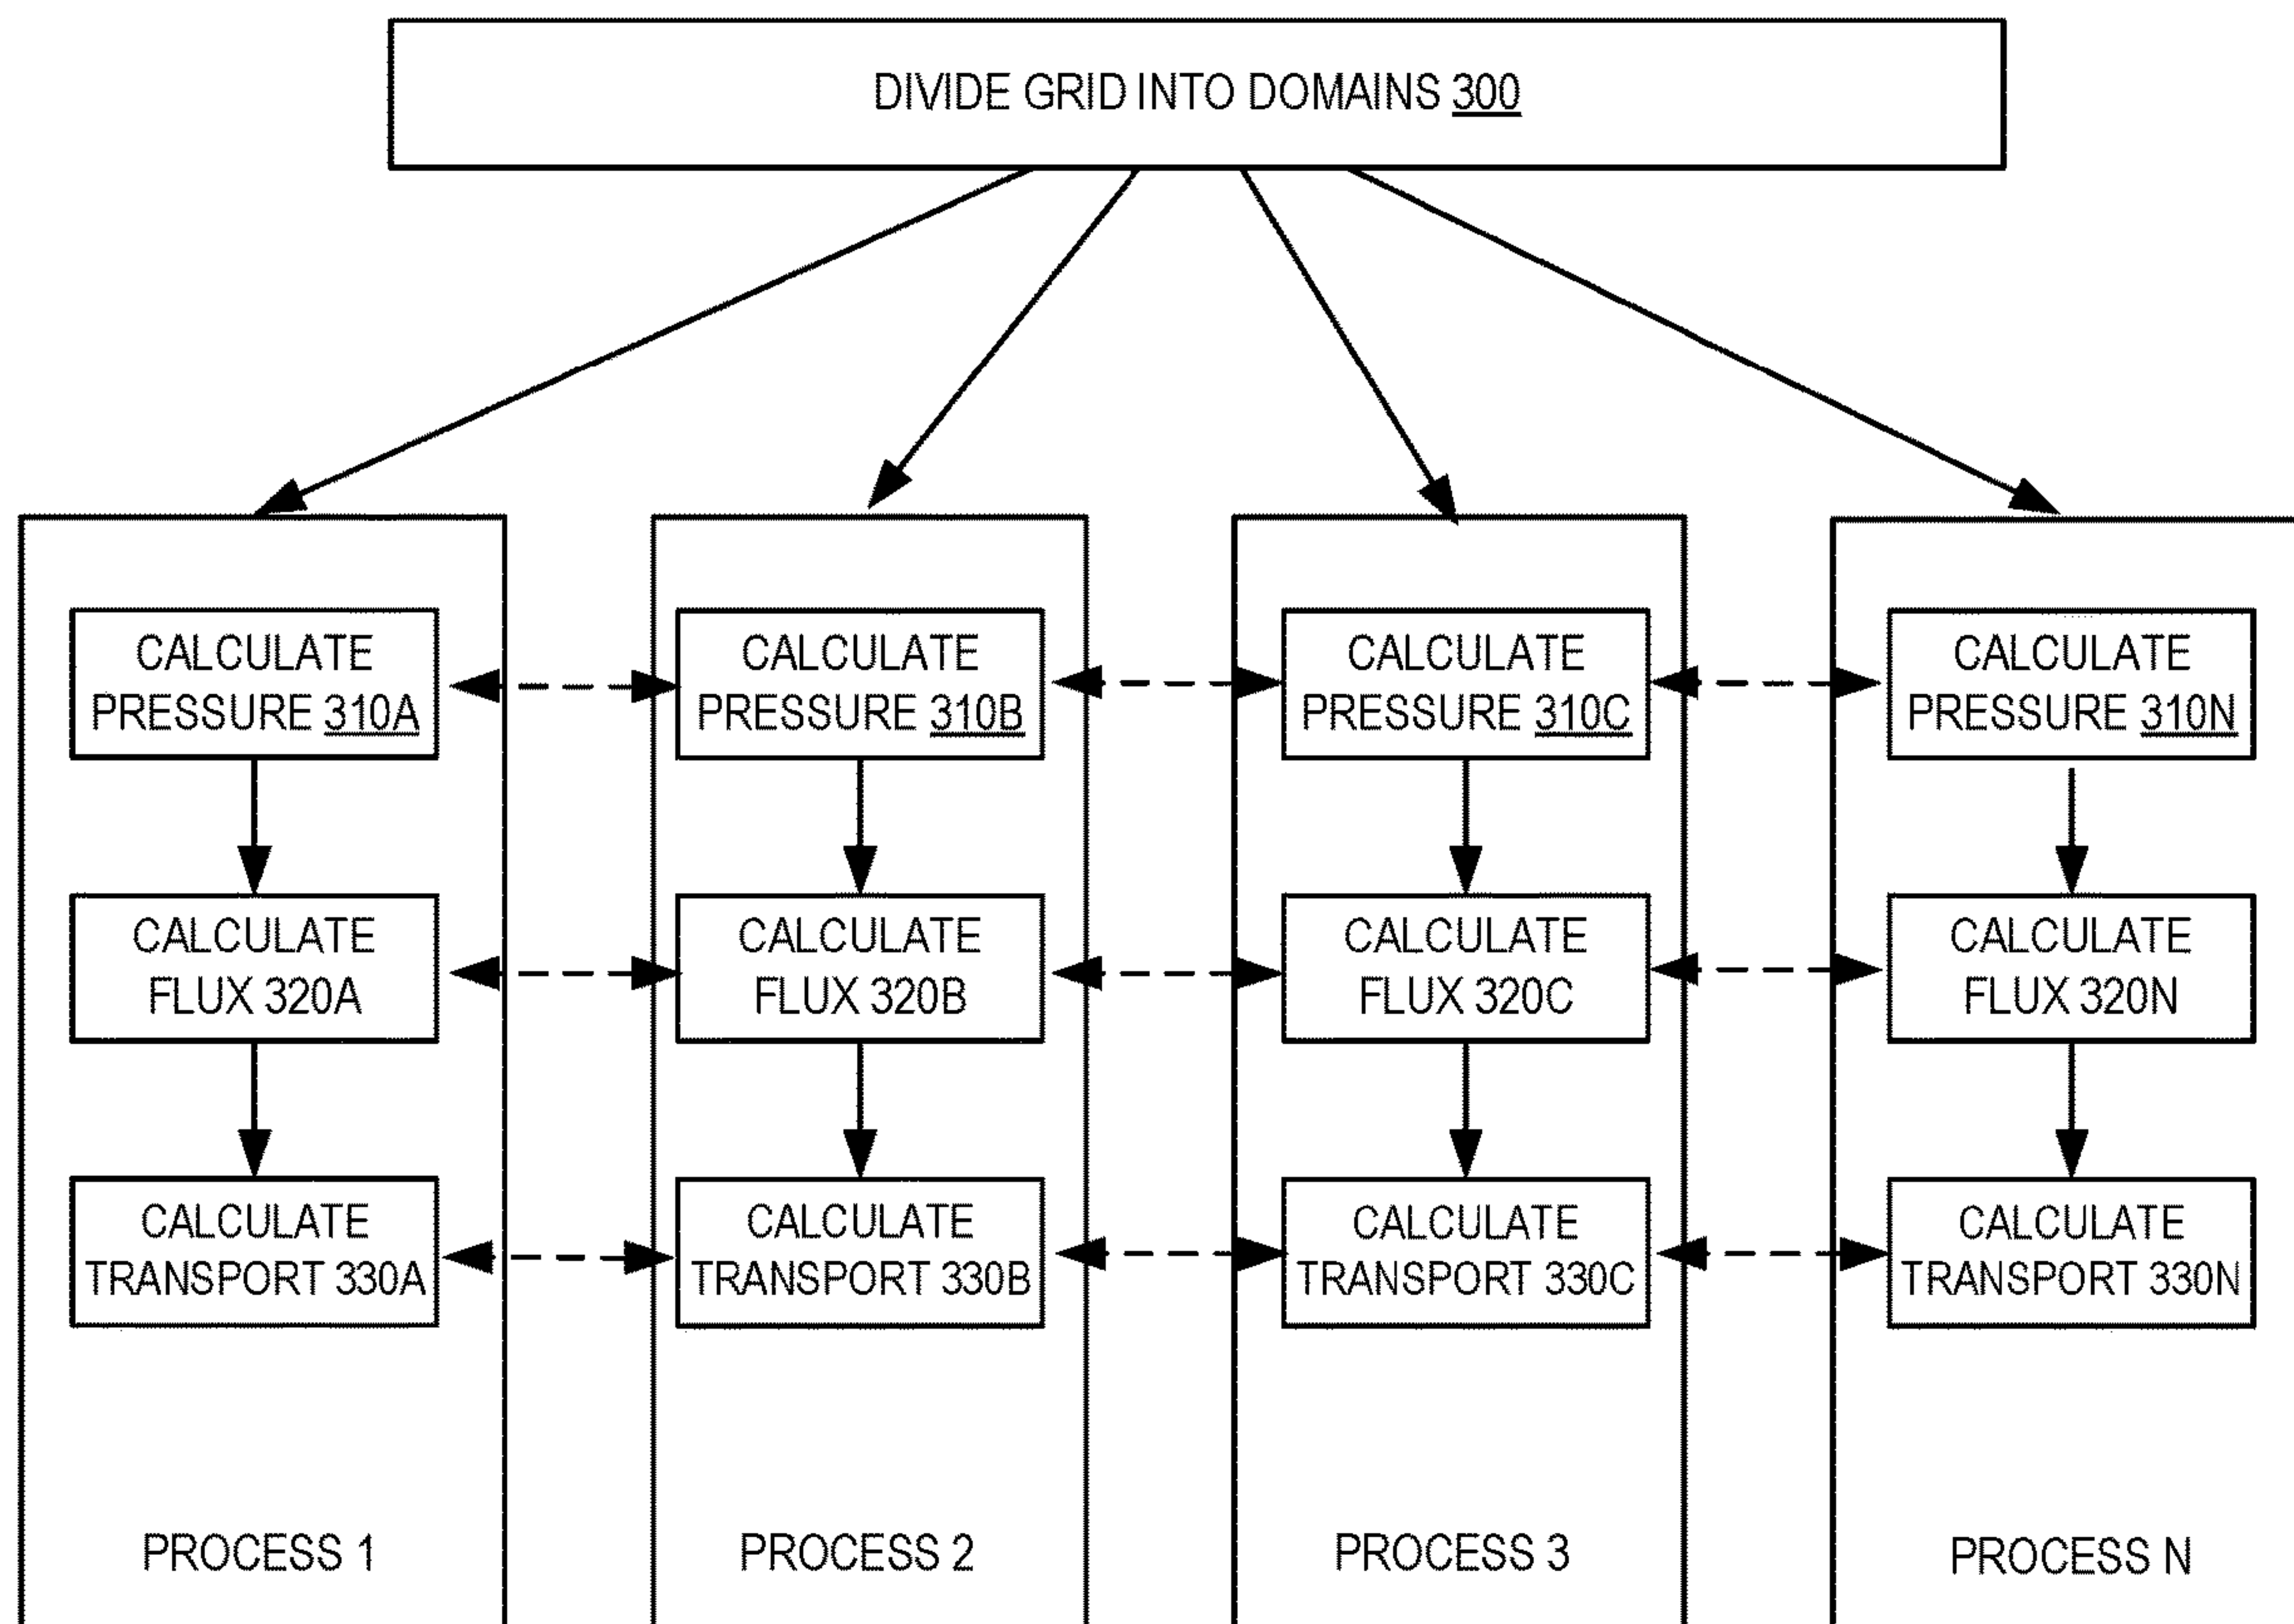 DIVIDE GRID INTO DOMAINS 300
CALCULATE
PRESSURE 310A
CALCULATE
FLUX 320A
CALCULATE
TRANSPORT 330A
PROCESS 1
CALCULATE
PRESSURE 310B
CALCULATE
FLUX 320B
CALCULATE
TRANSPORT 330B
PROCESS 2
CALCULATE
PRESSURE 310C
CALCULATE
FLUX 320C
CALCULATE
TRANSPORT 330C
PROCESS 3
CALCULATE
PRESSURE 310N
CALCULATE
FLUX 320N
CALCULATE
TRANSPORT 330N
PROCESS N